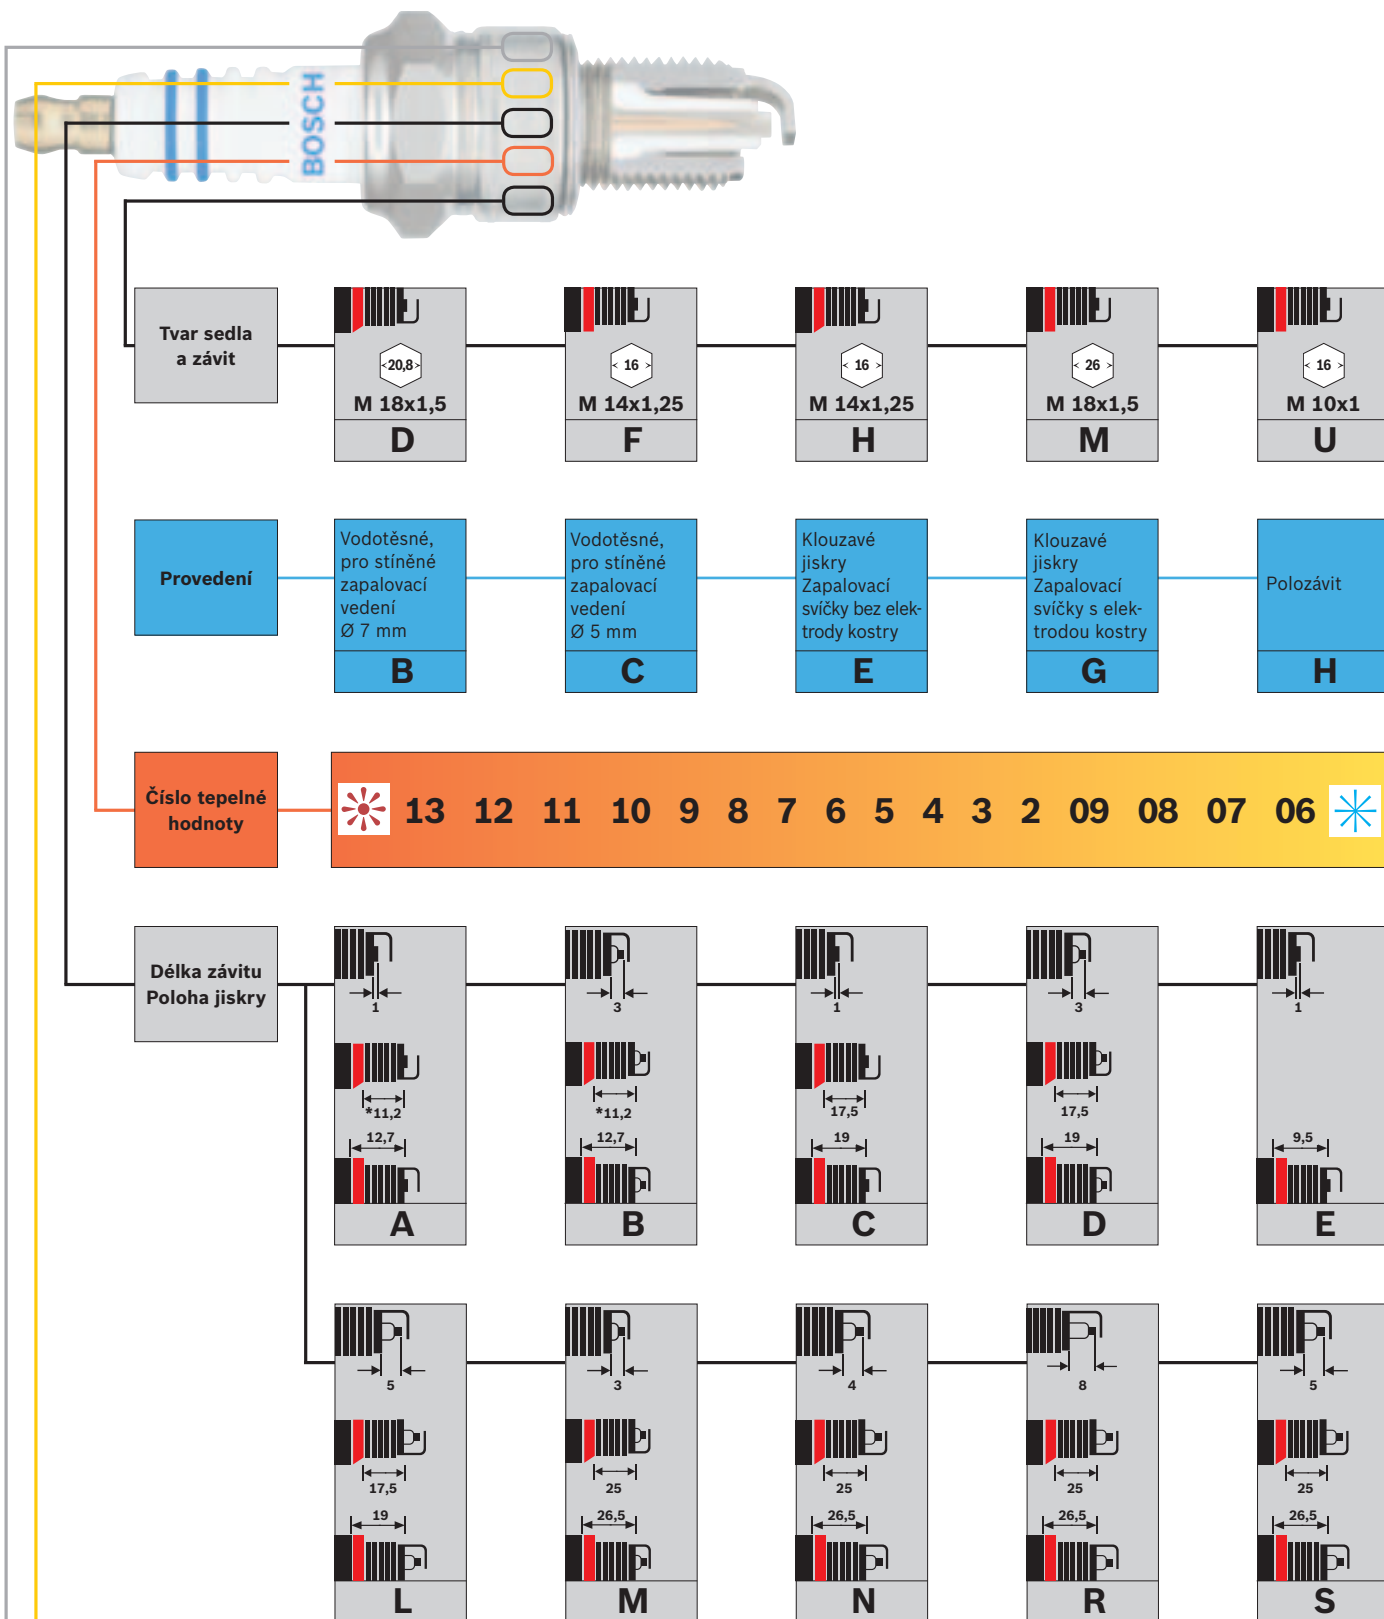 BOSCH
Tvar sedla
a závit
20,8
M 18x1,5
D
16
M 14x1,25
F
16
M 14x1,25
H
26
M 18x1,5
M
16
M 10x1
U
Provedení
Vodotěsné,
pro stíněné
zapalovací
vedení
Ø 7 mm
B
Vodotěsné,
pro stíněné
zapalovací
vedení
Ø 5 mm
C
Klouzavé
jiskry
Zapalovací
svíčky bez elek-
trody kostry
E
Klouzavé
jiskry
Zapalovací
svíčky s elek-
trodou kostry
G
Polozávit
H
Číslo tepelné
hodnoty
13 12 11 10 9 8 7 6 5 4 3 2 09 08 07 06
Délka závitu
Poloha jiskry
1
*11,2
12,7
A
3
*11,2
12,7
B
1
17,5
19
C
3
17,5
19
D
1
9,5
E
5
17,5
19
L
3
25
26,5
M
4
25
26,5
N
8
25
26,5
R
5
25
26,5
S